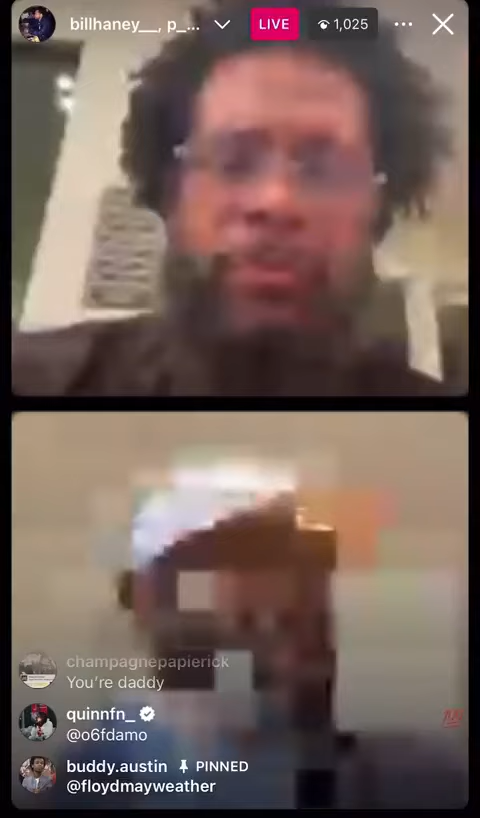 billhaney__, p_...
LIVE
1,025
champagnepapierick
You're daddy
quinnfn_
@o6fdamo
buddy.austin PINNED
@floydmayweather